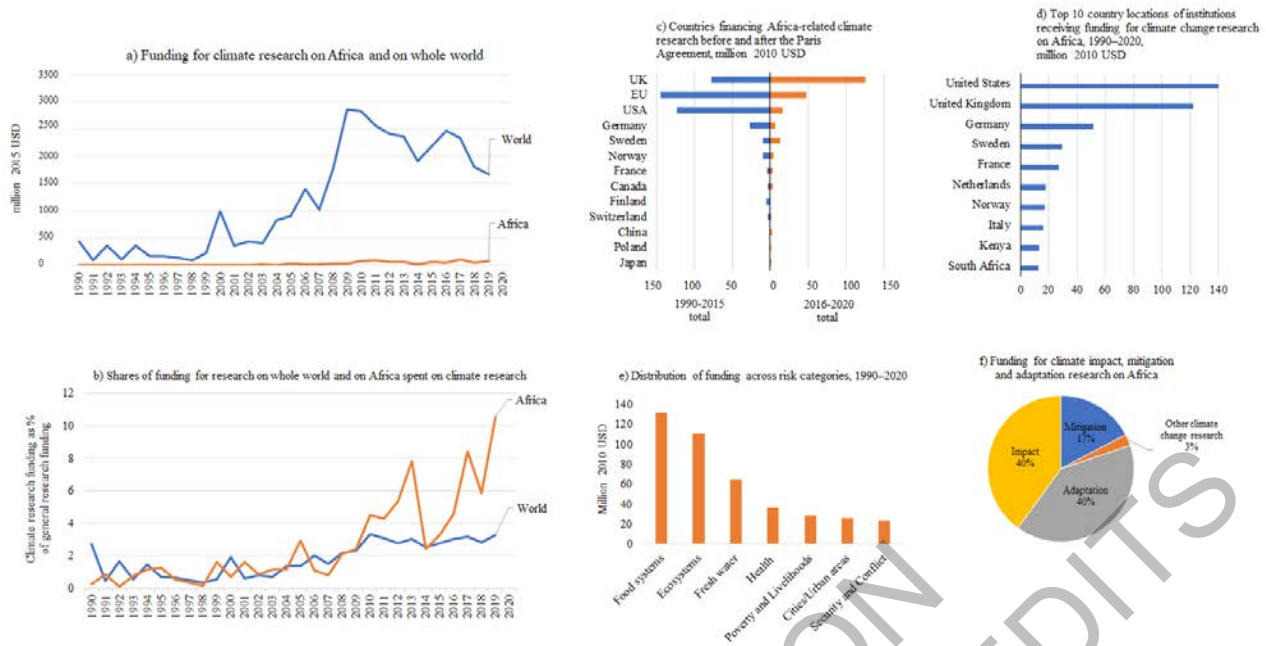 a) Funding for climate research on Africa and on whole world
million 2015 USD
3500
3000
2500
2000
1500
1000
500
0
World
Africa
1990
1991
1992
1993
1994
1995
1996
1997
1998
1999
2000
2001
2002
2003
2004
2005
2006
2007
2008
2009
2010
2011
2012
2013
2014
2015
2016
2017
2018
2019
2020
c) Countries financing Africa-related climate
research before and after the Paris
Agreement, million 2010 USD
UK
EU
USA
Germany
Sweden
Norway
France
Canada
Finland
Switzerland
China
Poland
Japan
150 100 50 0 50 100 150
1990-2015
total
2016-2020
total
d) Top 10 country locations of institutions
receiving funding for climate change research
on Africa, 1990–2020,
million 2010 USD
United States
United Kingdom
Germany
Sweden
France
Netherlands
Norway
Italy
Kenya
South Africa
0 20 40 60 80 100 120 140
b) Shares of funding for research on whole world and on Africa spent on climate research
Climate research funding as %
of general research funding
12
10
8
6
4
2
0
Africa
World
1990
1991
1992
1993
1994
1995
1996
1997
1998
1999
2000
2001
2002
2003
2004
2005
2006
2007
2008
2009
2010
2011
2012
2013
2014
2015
2016
2017
2018
2019
2020
e) Distribution of funding across risk categories, 1990–2020
Million 2010 USD
140
120
100
80
60
40
20
0
Food systems
Ecosystems
Fresh water
Health
Poverty and Livelihoods
Cities/Urban areas
Security and Conflict
f) Funding for climate impact, mitigation
and adaptation research on Africa
Mitigation
17%
Other climate
change research
3%
Impact
40%
Adaptation
40%
ON
EDITS